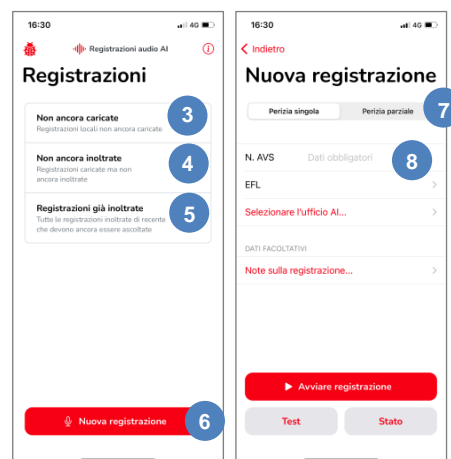 16:30
4G
Registrazioni audio AI
Registrazioni
Non ancora caricate
Registrazioni locali non ancora caricate
3
Non ancora inoltrate
Registrazioni caricate ma non
ancora inoltrate
4
Registrazioni già inoltrate
Tutte le registrazioni inoltrate di recente
che devono ancora essere ascoltate
5
Nuova registrazione
6
16:30
4G
Indietro
Nuova registrazione
Perizia singola
Perizia parziale
7
N. AVS
Dati obbligatori
8
EFL
Selezionare l'ufficio AI...
DATI FACOLTATIVI
Note sulla registrazione...
Avviare registrazione
Test
Stato